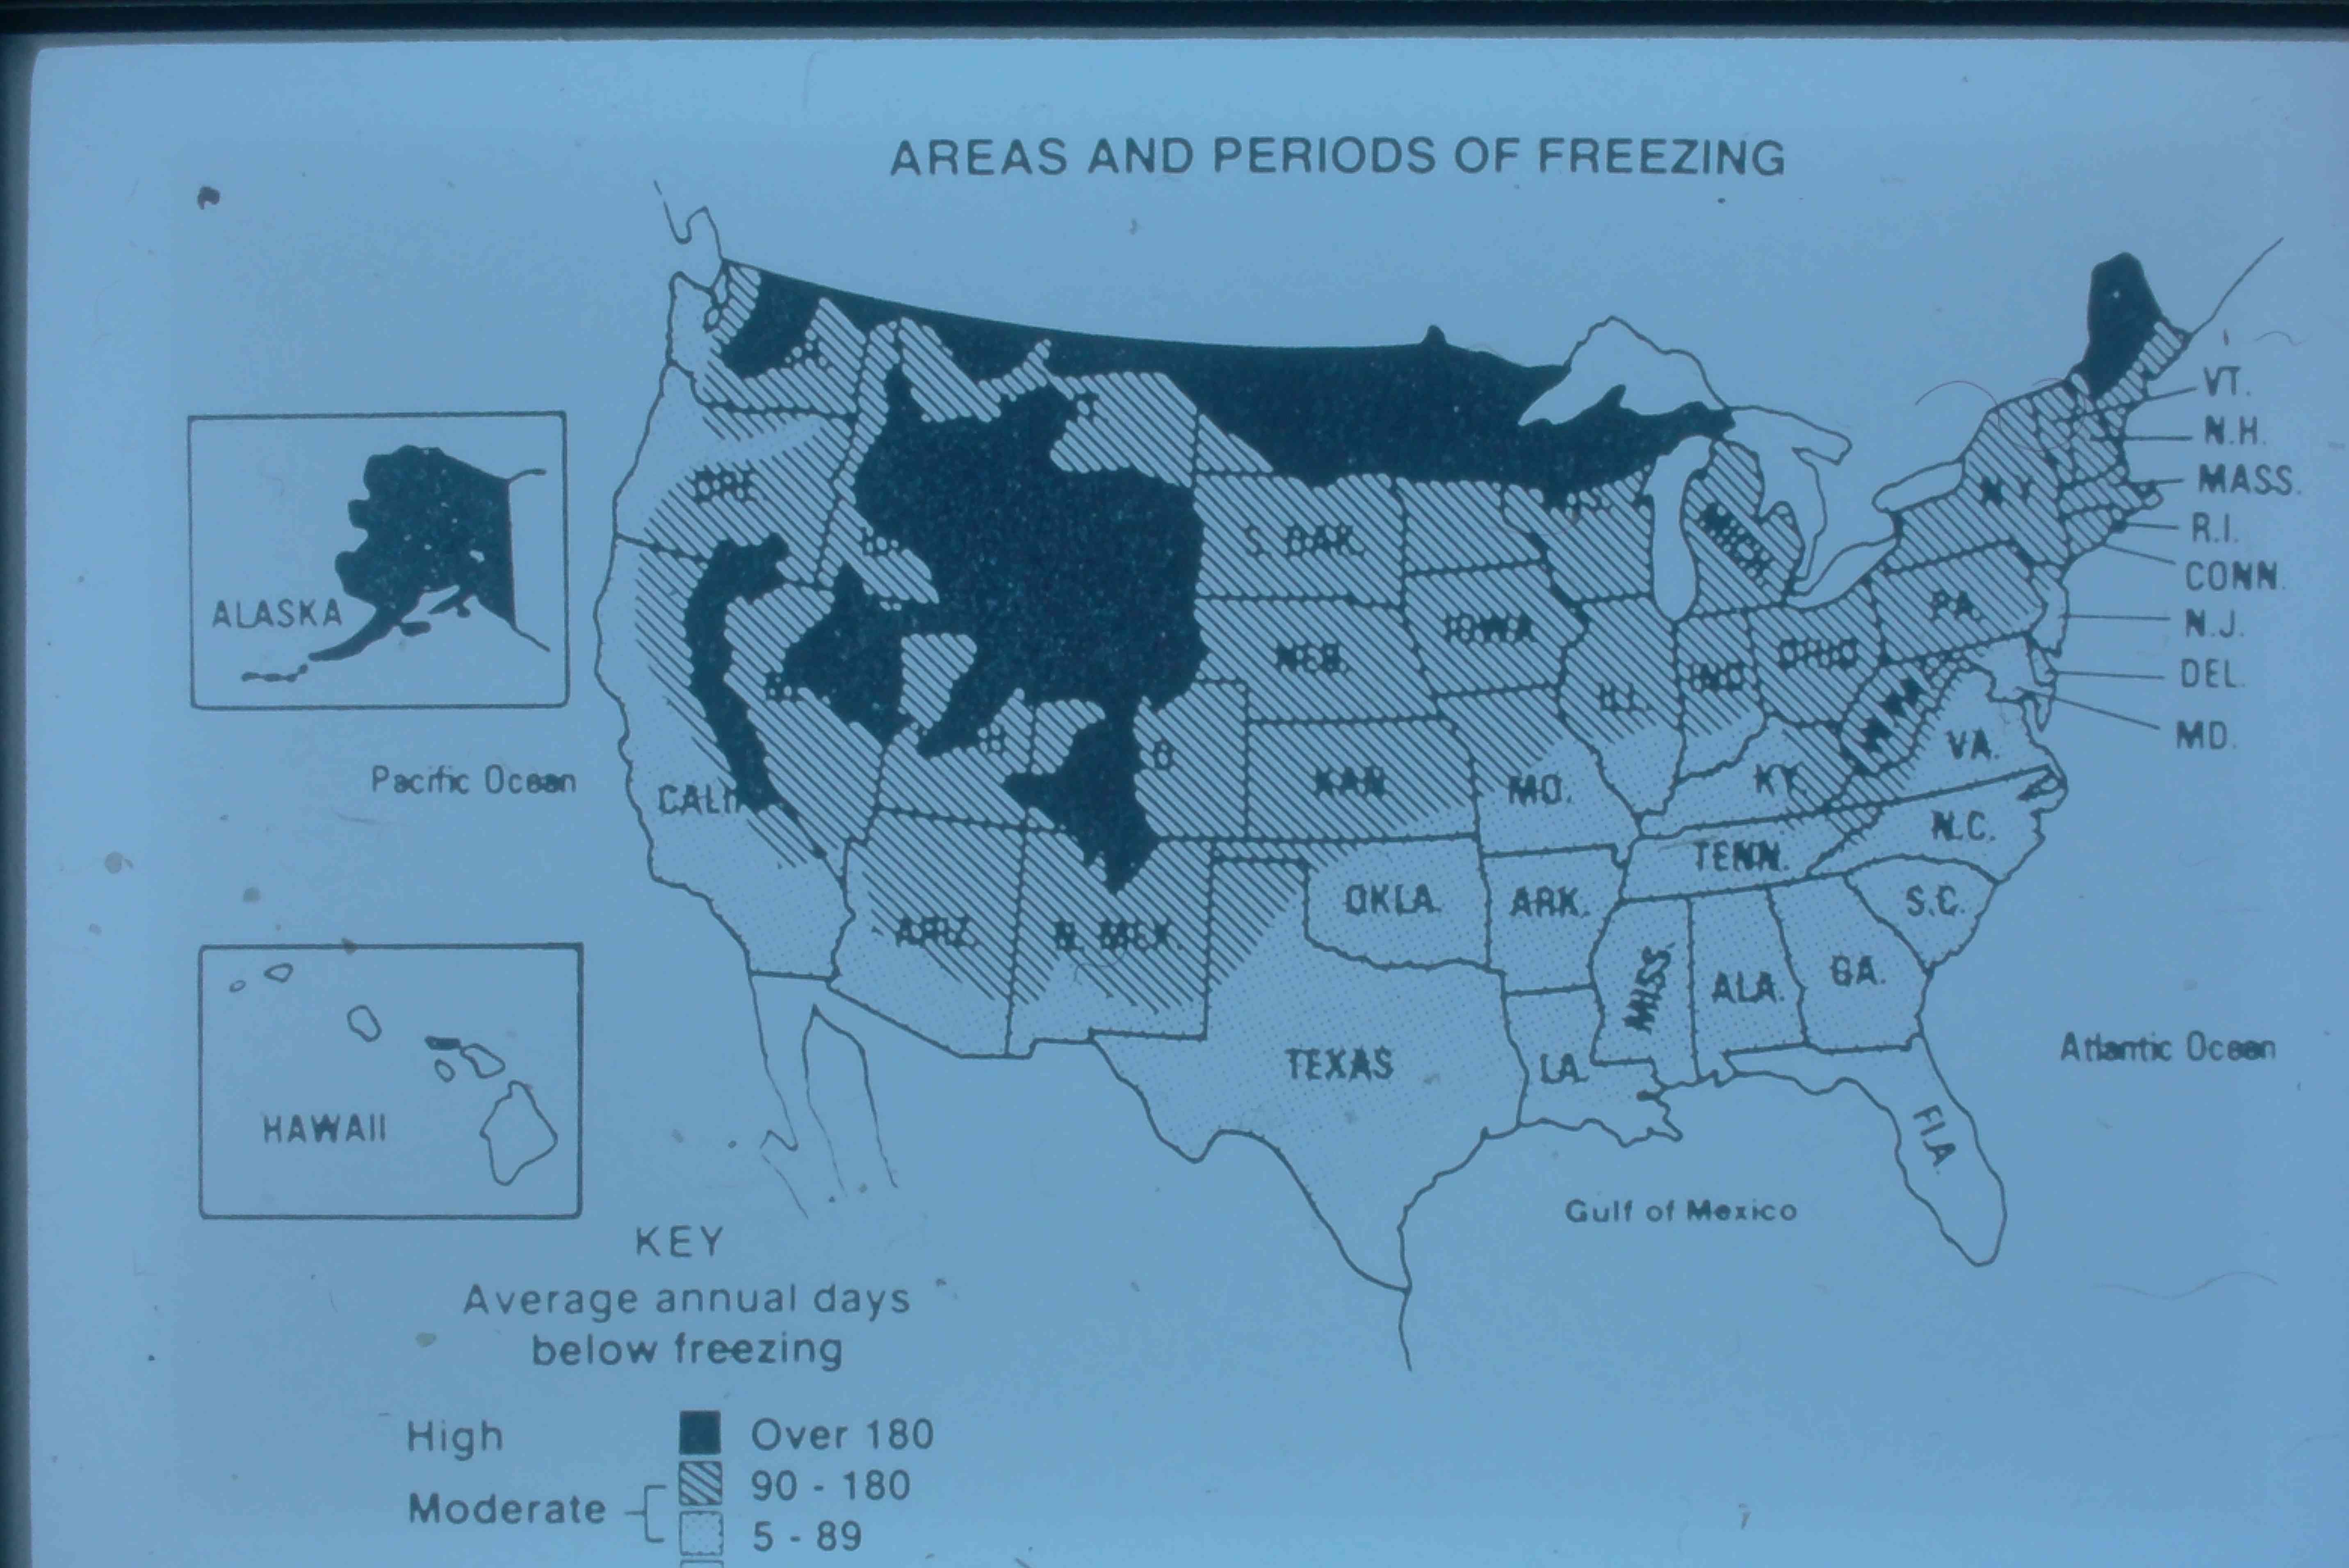 AREAS AND PERIODS OF FREEZING
VT.
N.H.
MASS.
R.I.
CONN.
N.J.
DEL.
MD.
ALASKA
Pacific Ocean
HAWAII
ORE.
CALIF
S. DAK.
NEB.
KAN.
IOWA
MO.
ILL.
IND
OHIO
MICH.
N.Y.
PA.
W. VA.
VA.
KY.
N.C.
TENN.
S.C.
ARIZ.
N. MEX.
OKLA.
ARK.
TEXAS
LA.
MISS.
ALA.
GA.
FLA.
Atlantic Ocean
Gulf of Mexico
KEY
Average annual days
below freezing
High Over 180
Moderate 90 - 180
5 - 89